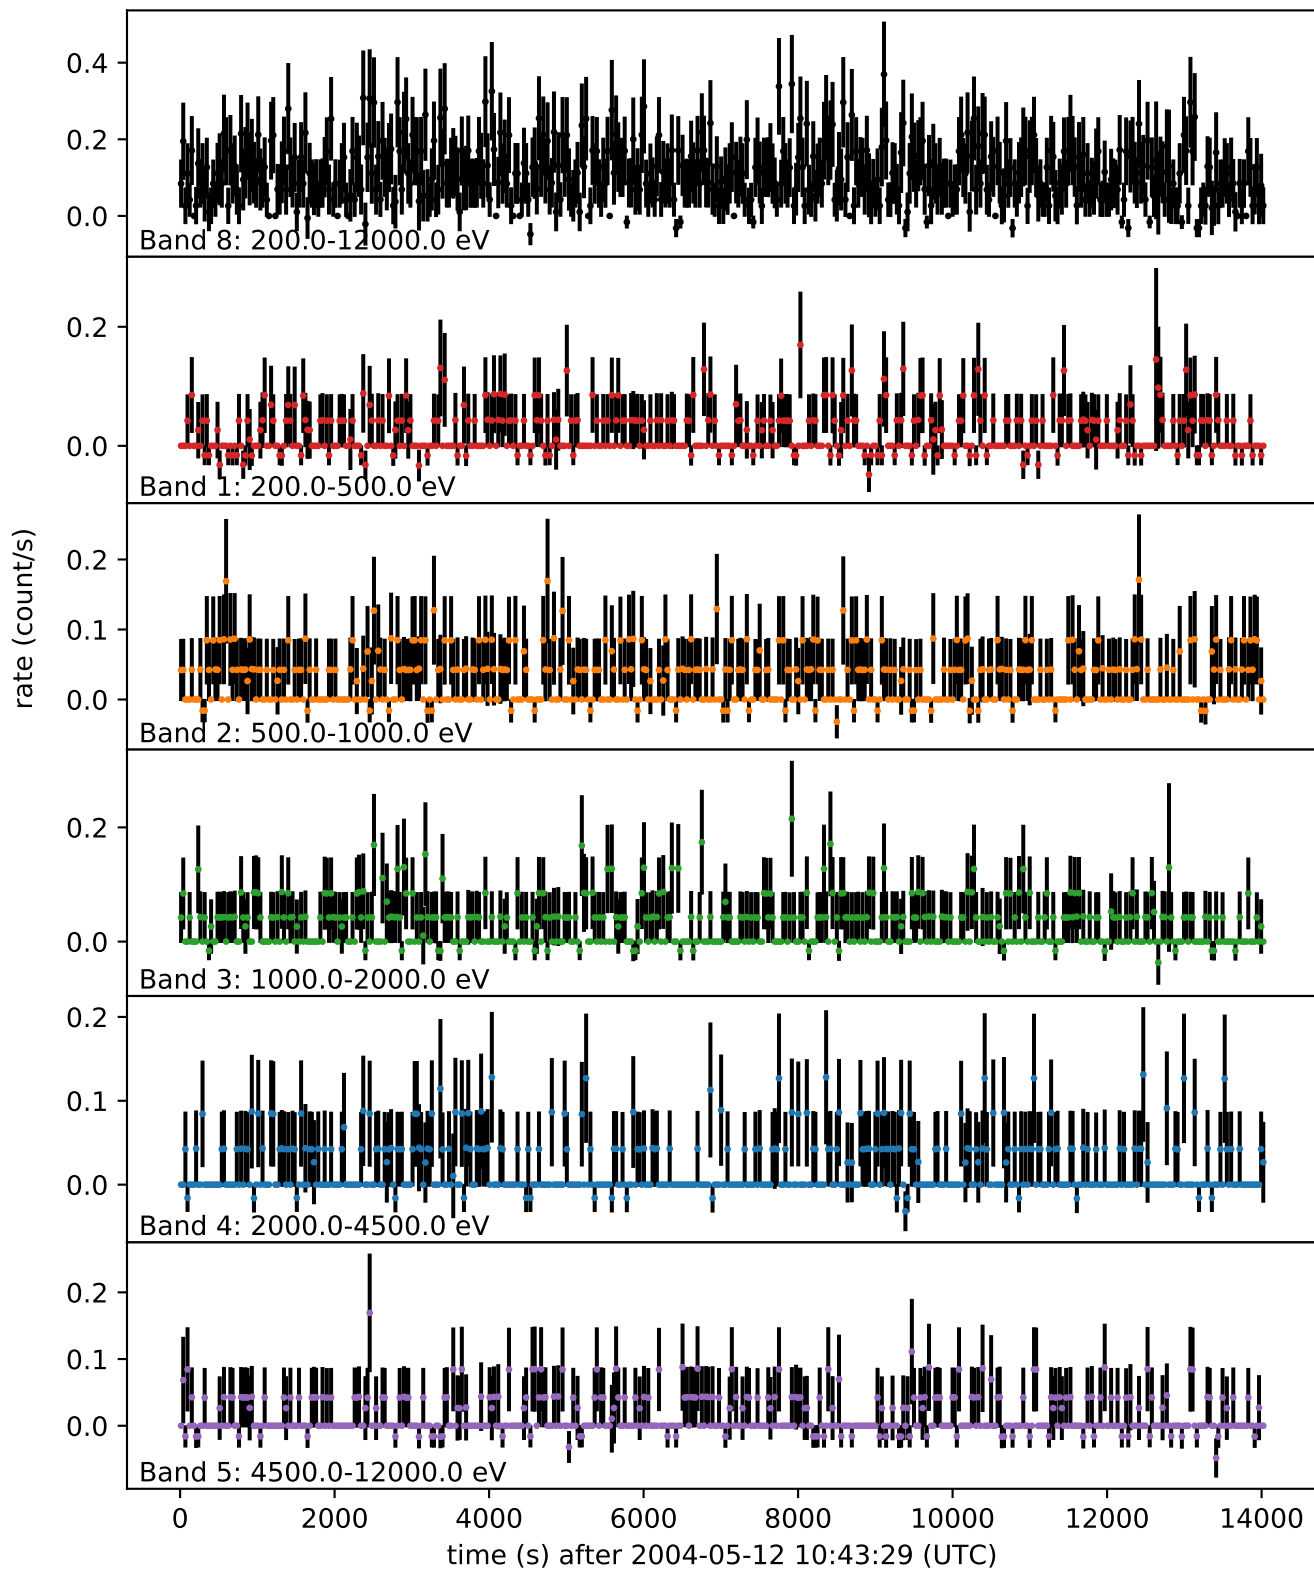 0.4
0.2
0.0
Band 8: 200.0-12000.0 eV
0.2
0.0
Band 1: 200.0-500.0 eV
rate (count/s)
0.2
0.1
0.0
Band 2: 500.0-1000.0 eV
0.2
0.0
Band 3: 1000.0-2000.0 eV
0.2
0.1
0.0
Band 4: 2000.0-4500.0 eV
0.2
0.1
0.0
Band 5: 4500.0-12000.0 eV
0 2000 4000 6000 8000 10000 12000 14000
time (s) after 2004-05-12 10:43:29 (UTC)